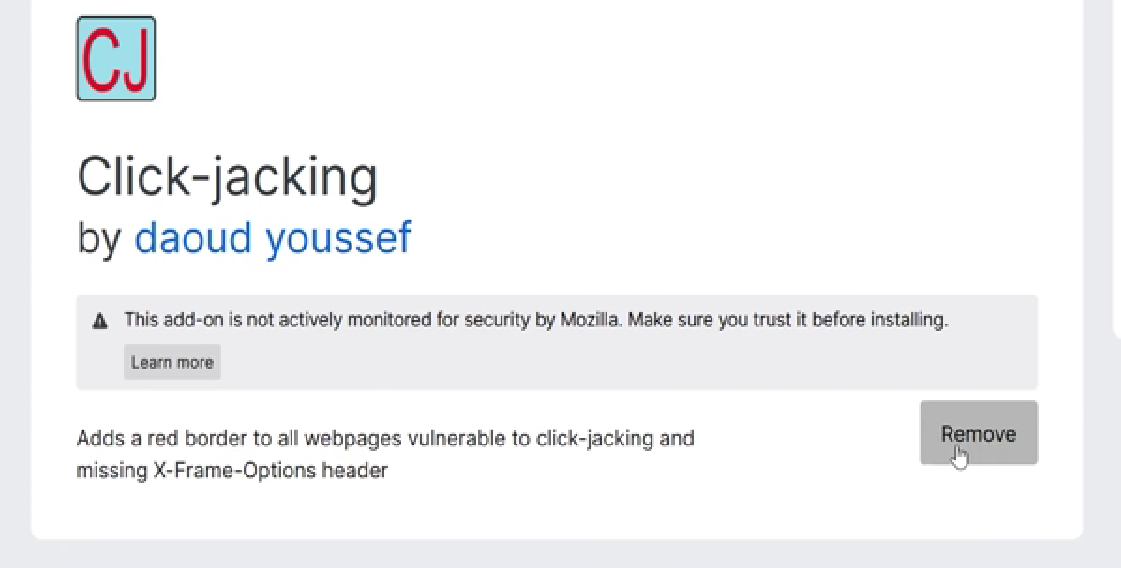 CJ
Click-jacking
by daoud youssef
This add-on is not actively monitored for security by Mozilla. Make sure you trust it before installing.
Learn more
Adds a red border to all webpages vulnerable to click-jacking and
missing X-Frame-Options header
Remove